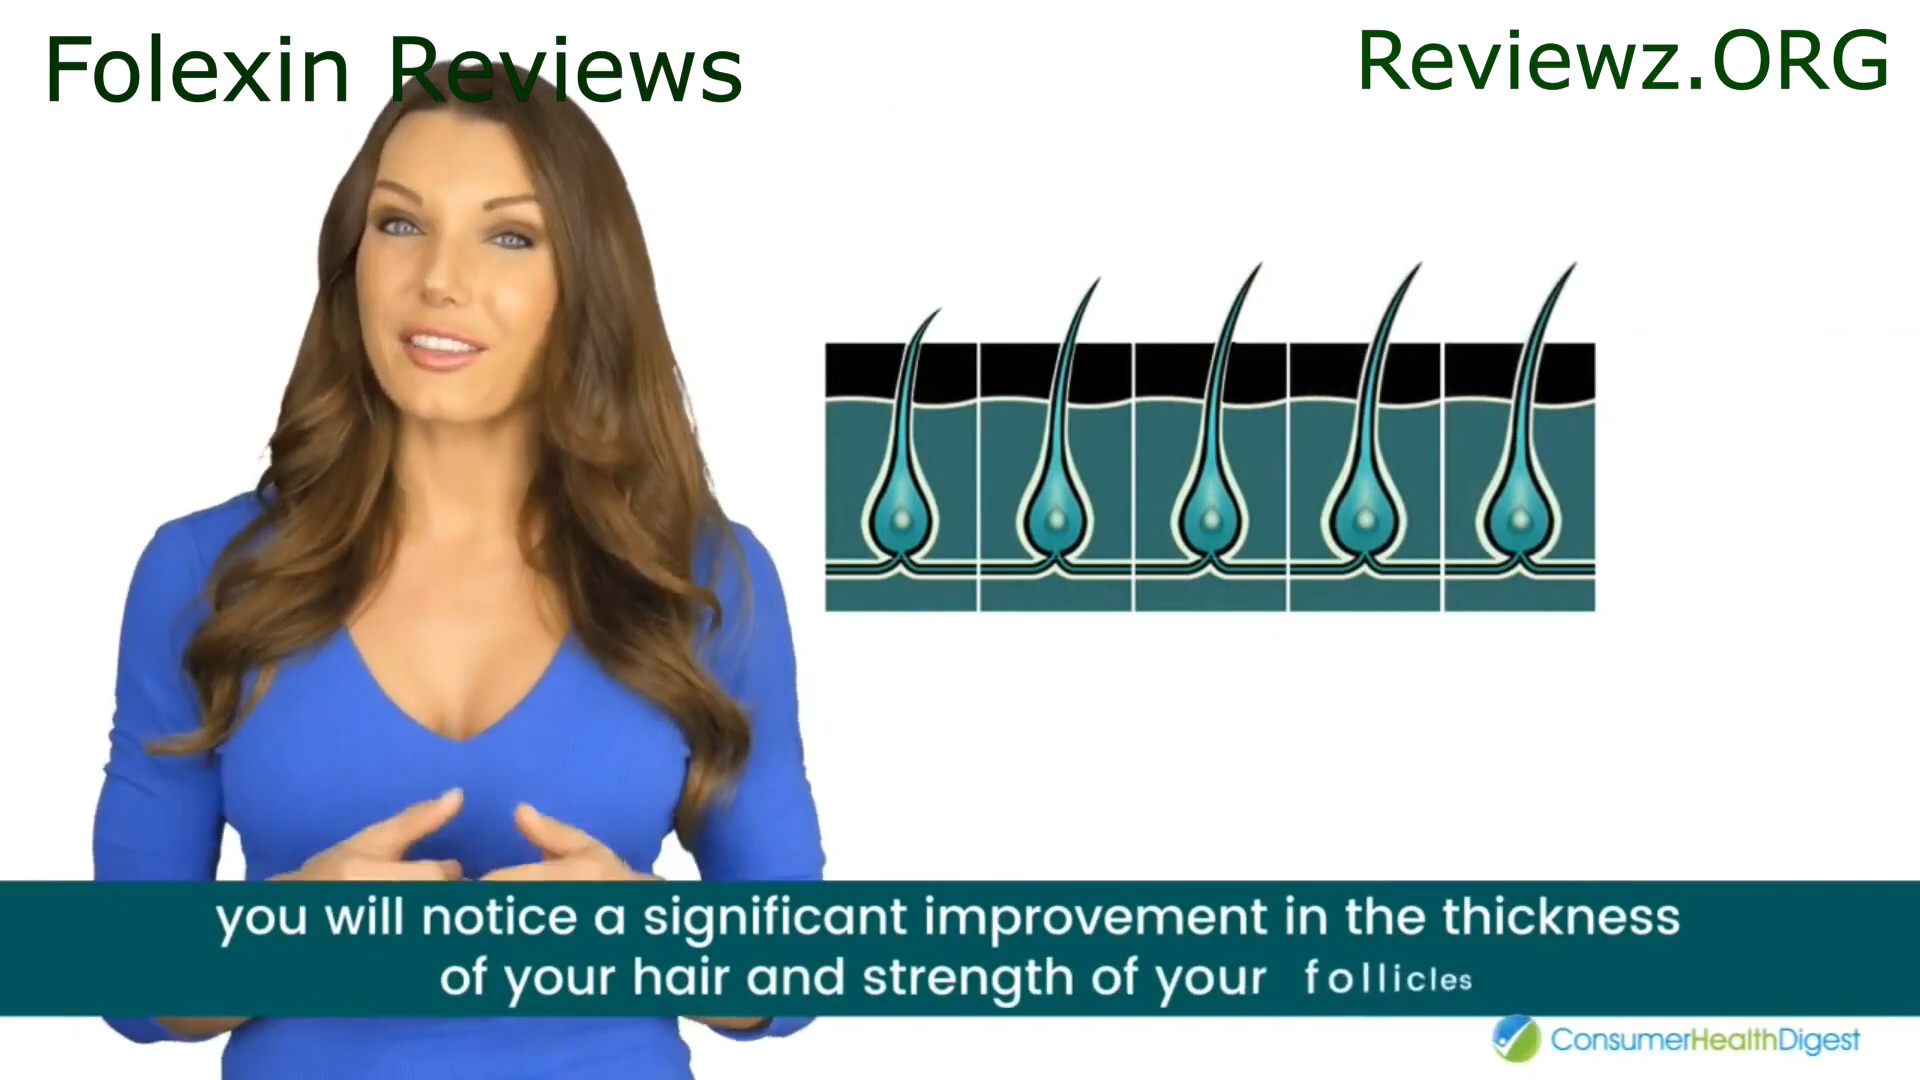 Folexin Reviews
Reviewz.ORG
you will notice a significant improvement in the thickness
of your hair and strength of your follicles
ConsumerHealthDigest